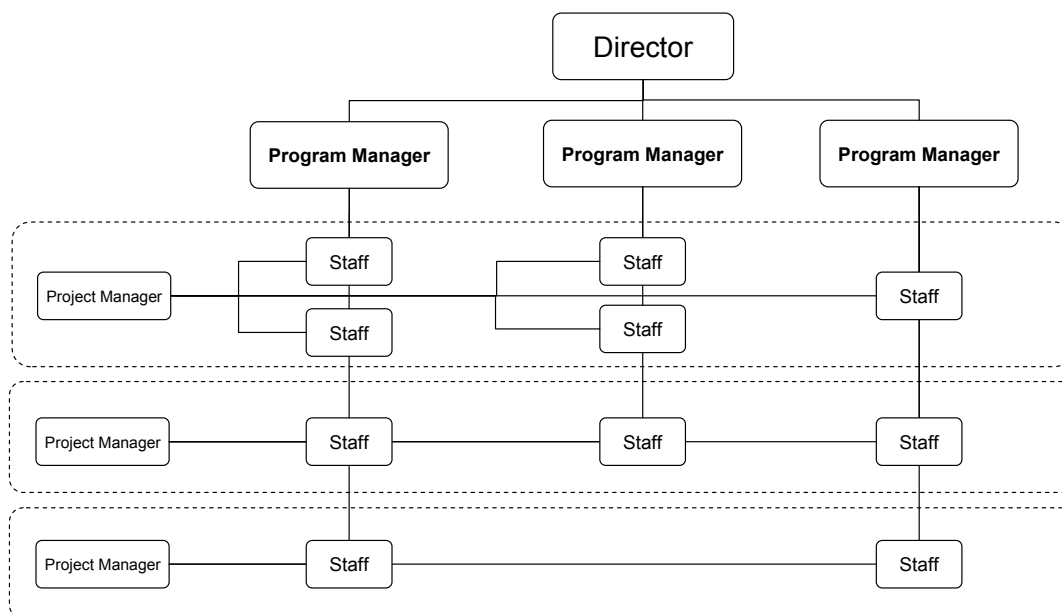 Director
Program Manager
Program Manager
Program Manager
Staff
Staff
Project Manager
Staff
Staff
Staff
Project Manager
Staff
Staff
Staff
Project Manager
Staff
Staff